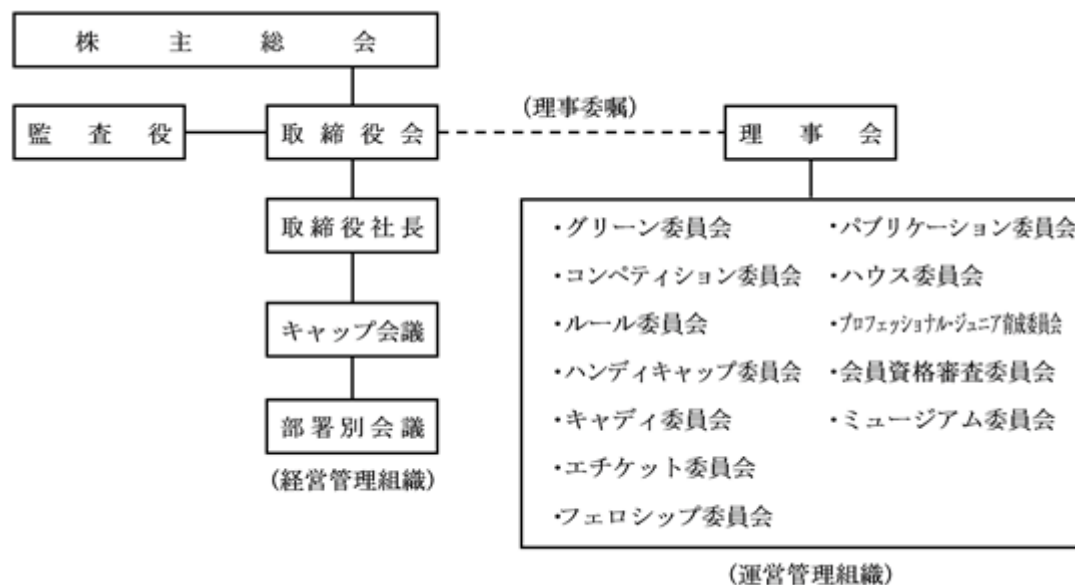 株主総会
監査役
取締役会
(理事委嘱)
理事会
取締役社長
キャップ会議
部署別会議
(経営管理組織)
・グリーン委員会
・コンペティション委員会
・ルール委員会
・ハンディキャップ委員会
・キャディ委員会
・エチケット委員会
・フェロシップ委員会
・パブリケーション委員会
・ハウス委員会
・プロフェッショナル・ジュニア育成委員会
・会員資格審査委員会
・ミュージアム委員会
(運営管理組織)